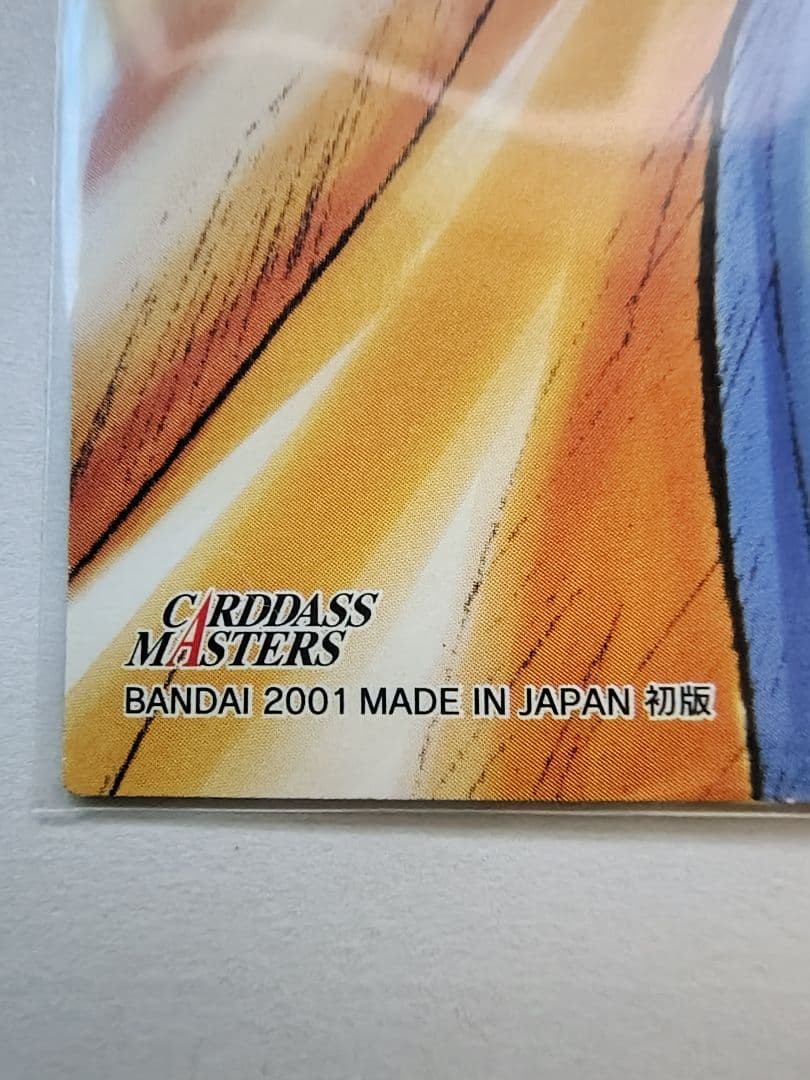 CARDDASS
MASTERS
BANDAI 2001 MADE IN JAPAN 初版